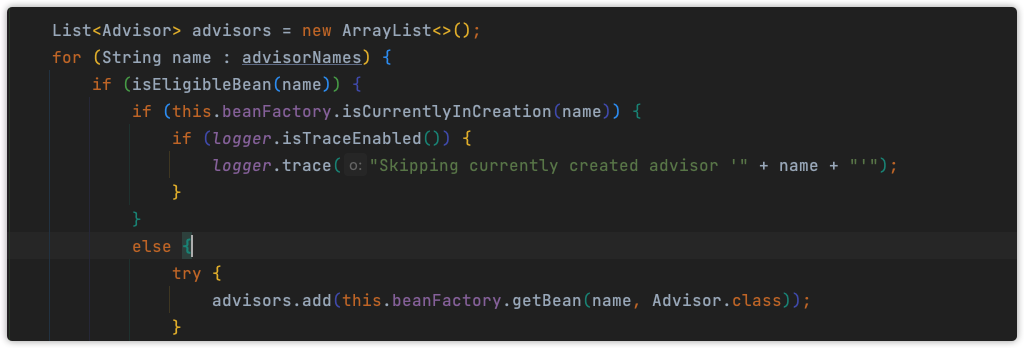 List<Advisor> advisors = new ArrayList<>();
for (String name : advisorNames) {
if (isEligibleBean(name)) {
if (this.beanFactory.isCurrentlyInCreation(name)) {
if (logger.isTraceEnabled()) {
logger.trace( o: "Skipping currently created advisor '" + name + "'");
}
}
else {
try {
advisors.add(this.beanFactory.getBean(name, Advisor.class));
}